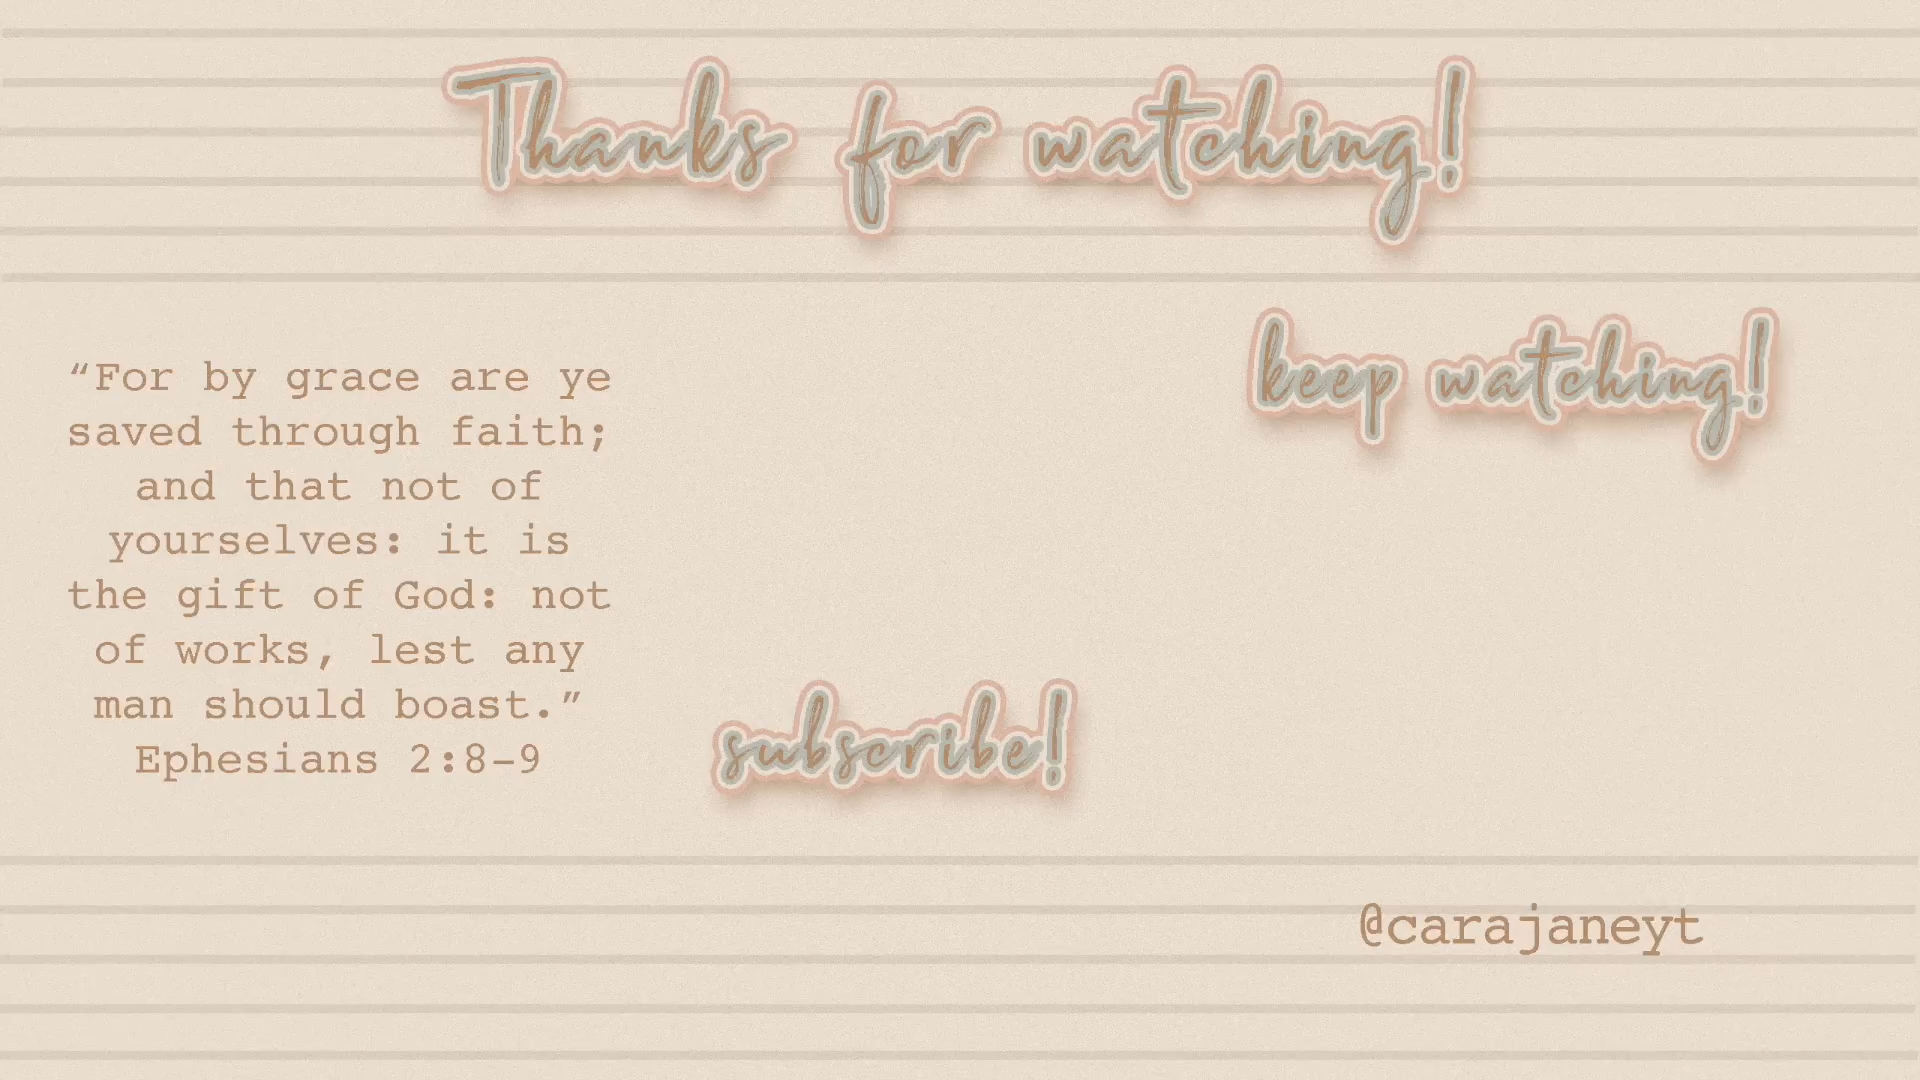 Thanks for watching!
keep watching!
“For by grace are ye
saved through faith;
and that not of
yourselves: it is
the gift of God: not
of works, lest any
man should boast.”
Ephesians 2:8-9
subscribe!
@carajaneyt